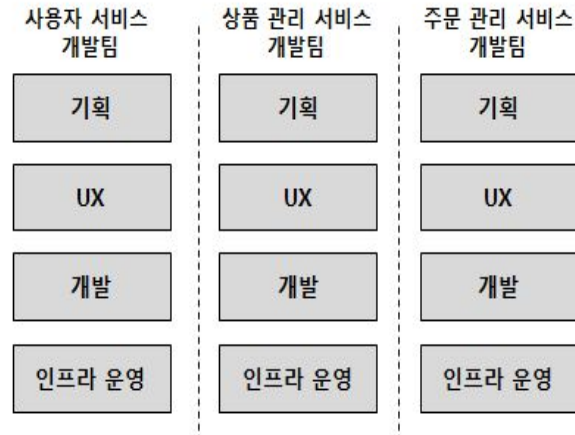 사용자 서비스
개발팀
기획
UX
개발
인프라 운영
상품 관리 서비스
개발팀
기획
UX
개발
인프라 운영
주문 관리 서비스
개발팀
기획
UX
개발
인프라 운영